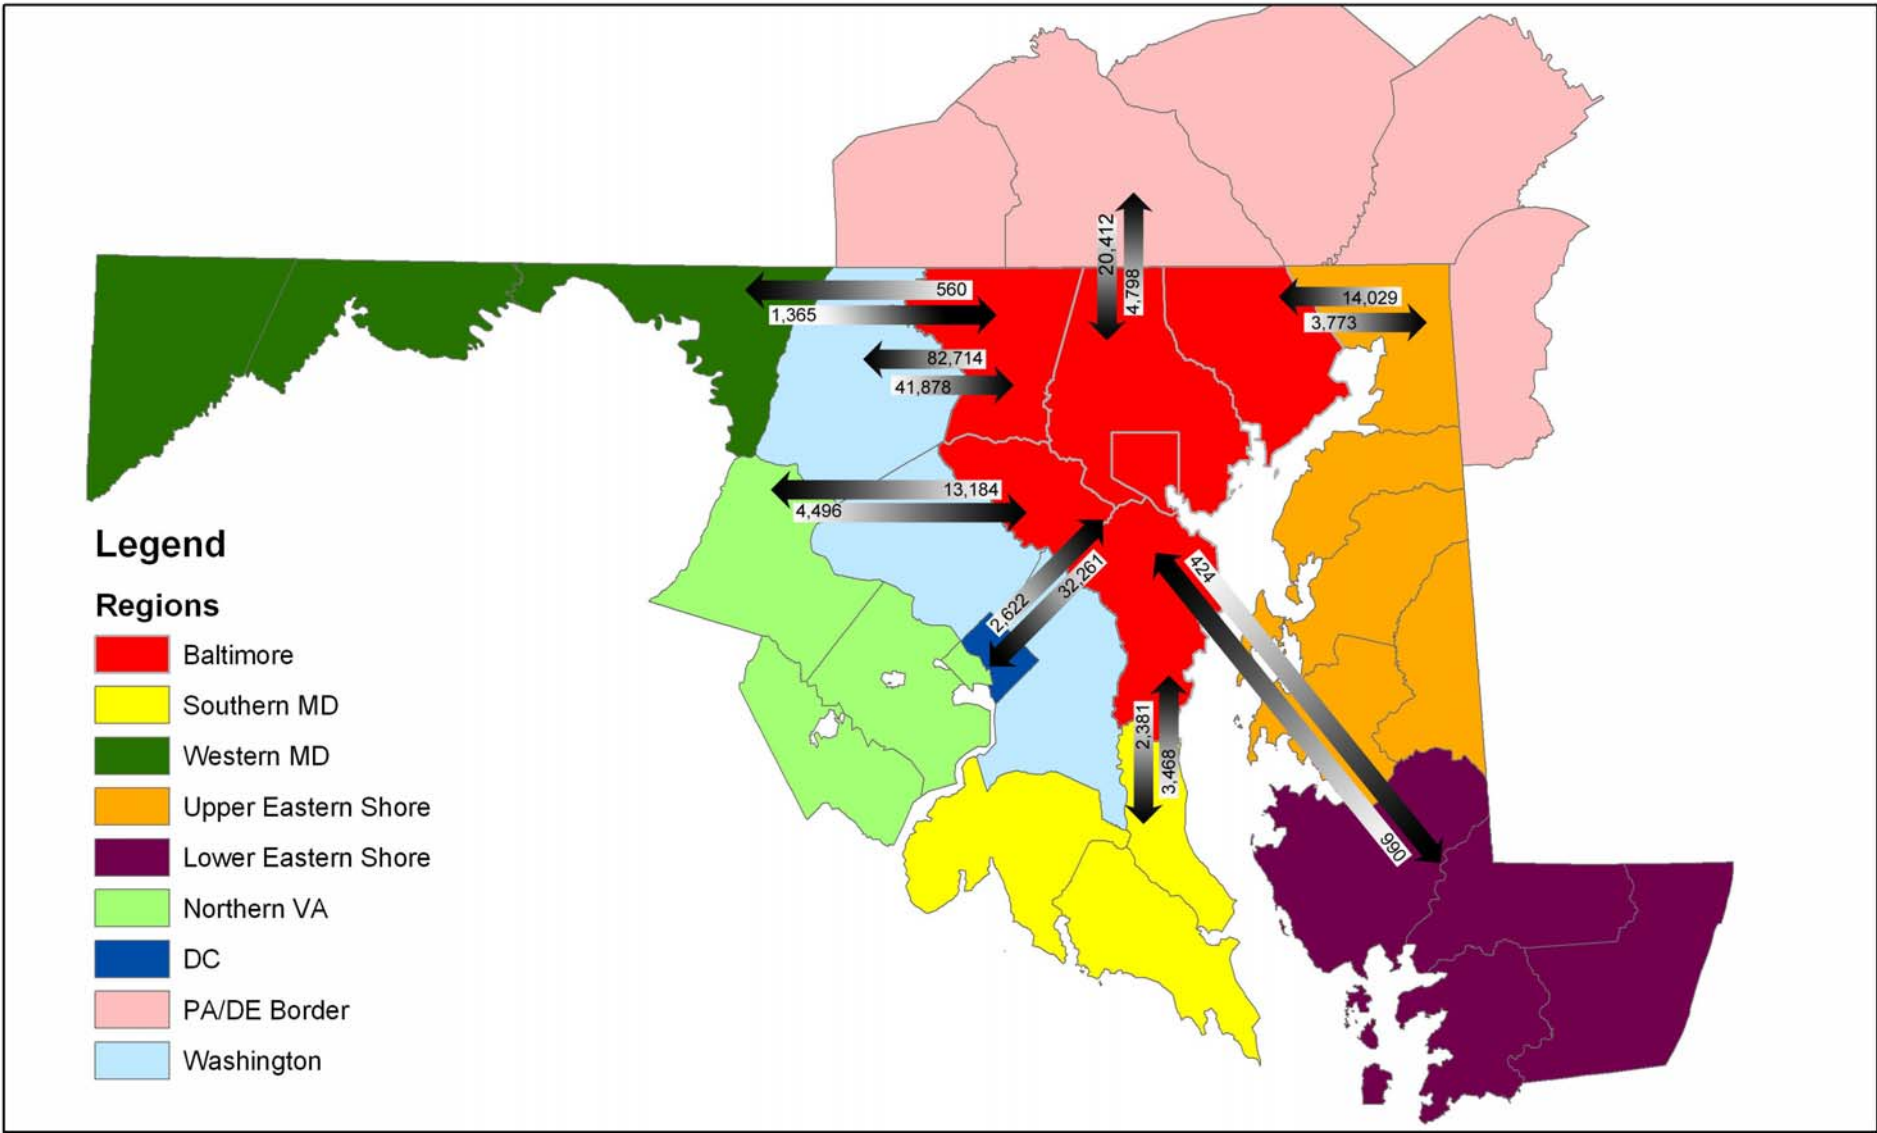 20,412
4,798
560
1,365
14,029
3,773
82,714
41,878
13,184
4,496
2,622
32,261
424
2,381
3,468
990
Legend
Regions
Baltimore
Southern MD
Western MD
Upper Eastern Shore
Lower Eastern Shore
Northern VA
DC
PA/DE Border
Washington